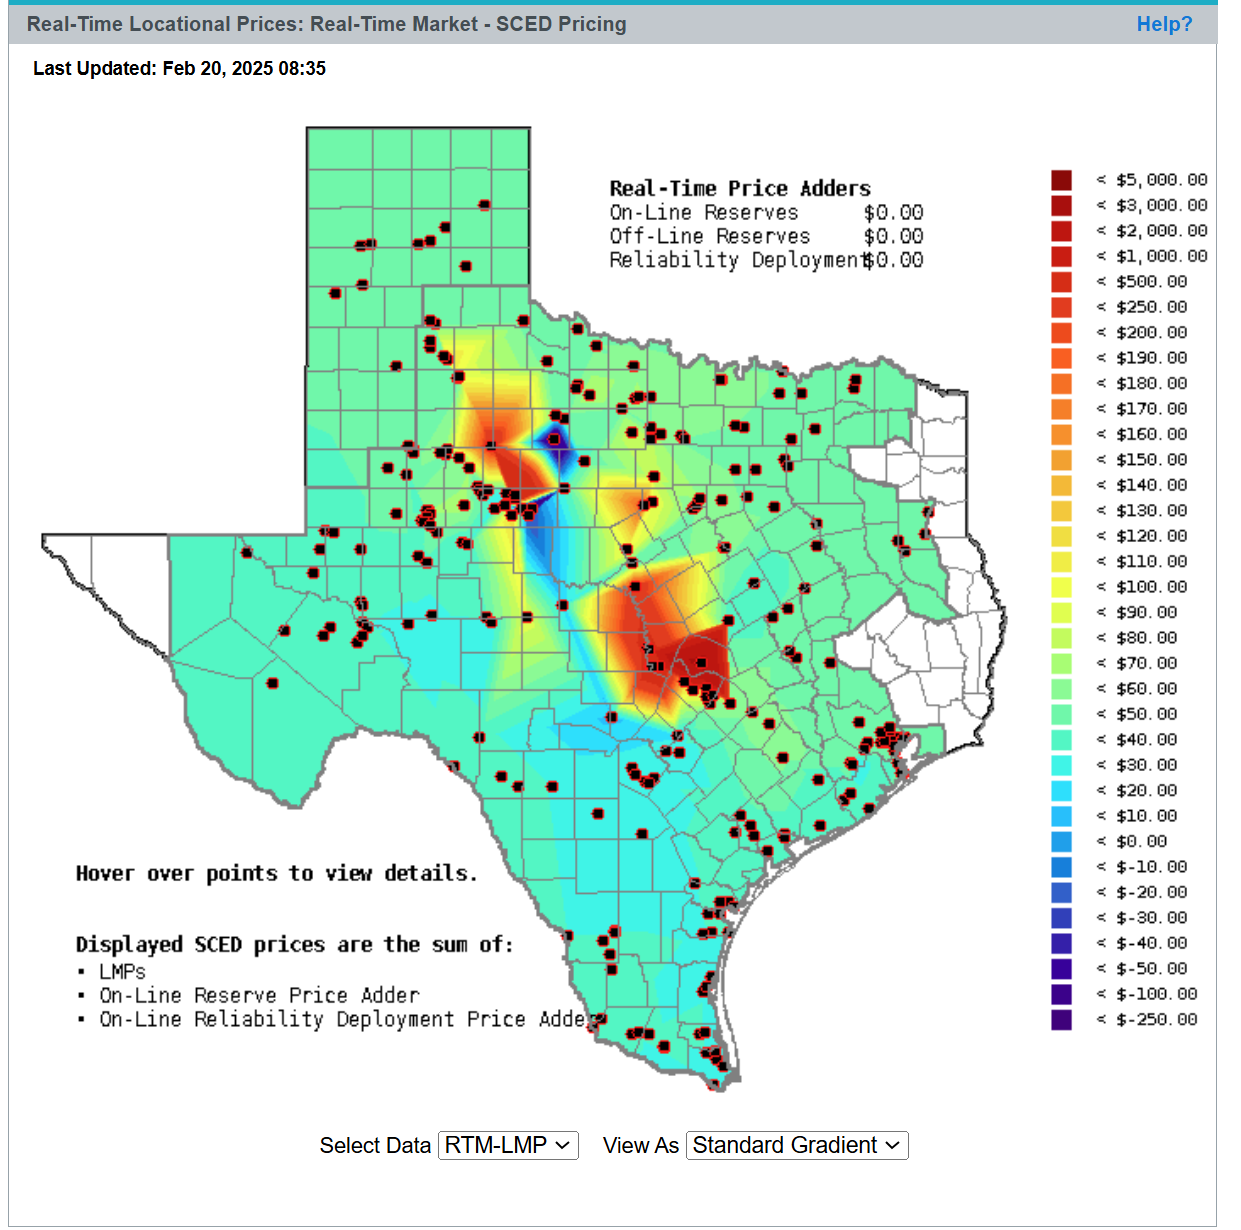 Real-Time Locational Prices: Real-Time Market - SCED Pricing Help?
Last Updated: Feb 20, 2025 08:35
Real-Time Price Adders
On-Line Reserves $0.00
Off-Line Reserves $0.00
Reliability Deployment $0.00
< $5,000.00
< $3,000.00
< $2,000.00
< $1,000.00
< $500.00
< $250.00
< $200.00
< $190.00
< $180.00
< $170.00
< $160.00
< $150.00
< $140.00
< $130.00
< $120.00
< $110.00
< $100.00
< $90.00
< $80.00
< $70.00
< $60.00
< $50.00
< $40.00
< $30.00
< $20.00
< $10.00
< $0.00
< $-10.00
< $-20.00
< $-30.00
< $-40.00
< $-50.00
< $-100.00
< $-250.00
Hover over points to view details.
Displayed SCED prices are the sum of:
▪ LMPs
▪ On-Line Reserve Price Adder
▪ On-Line Reliability Deployment Price Adder
Select Data RTM-LMP View As Standard Gradient